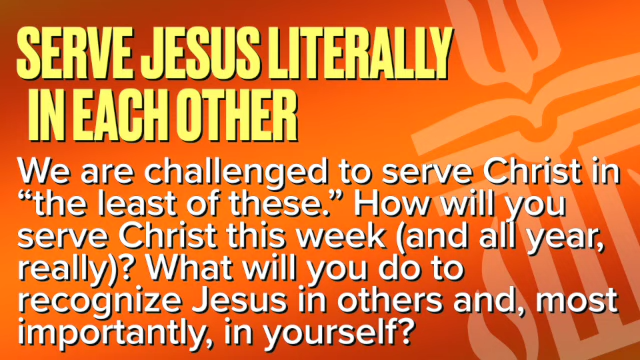 SERVE JESUS LITERALLY
IN EACH OTHER
We are challenged to serve Christ in
“the least of these.” How will you
serve Christ this week (and all year,
really)? What will you do to
recognize Jesus in others and, most
importantly, in yourself?